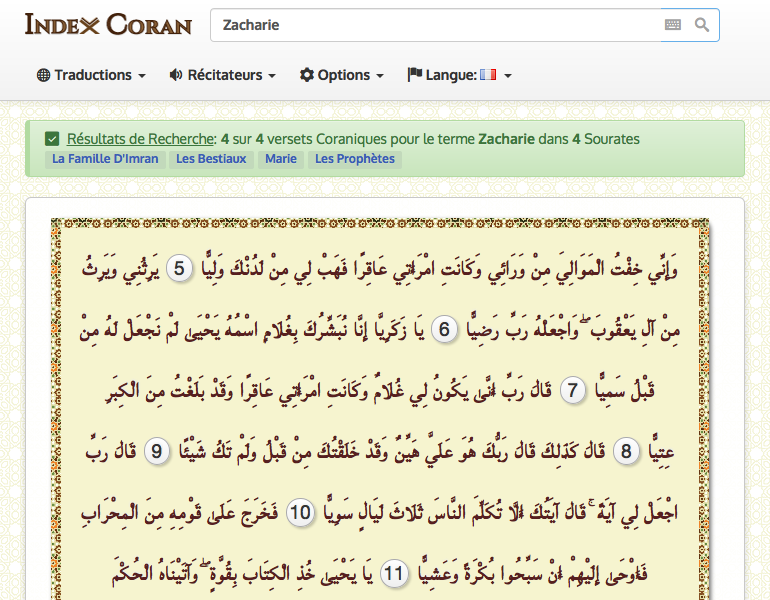 INDEX CORAN
Zacharie
Traductions Récitateurs Options Langue:
Résultats de Recherche: 4 sur 4 versets Coraniques pour le terme Zacharie dans 4 Sourates
La Famille D'Imran Les Bestiaux Marie Les Prophètes
وَإِنِّي خِفْتُ الْمَوَالِيَ مِنْ وَرَائِي وَكَانَتِ امْرَأَتِي عَاقِرًا فَهَبْ لِي مِنْ لَدُنْكَ وَلِيًّا 5 يَرِثُنِي وَيَرِثُ
مِنْ آلِ يَعْقُوبَ ۖ وَاجْعَلْهُ رَبِّ رَضِيًّا 6 يَا زَكَرِيَّا إِنَّا نُبَشِّرُكَ بِغُلَامٍ اسْمُهُ يَحْيَىٰ لَمْ نَجْعَلْ لَهُ مِنْ
قَبْلُ سَمِيًّا 7 قَالَ رَبِّ أَنَّىٰ يَكُونُ لِي غُلَامٌ وَكَانَتِ امْرَأَتِي عَاقِرًا وَقَدْ بَلَغْتُ مِنَ الْكِبَرِ
عِتِيًّا 8 قَالَ كَذَٰلِكَ قَالَ رَبُّكَ هُوَ عَلَيَّ هَيِّنٌ وَقَدْ خَلَقْتُكَ مِنْ قَبْلُ وَلَمْ تَكُ شَيْئًا 9 قَالَ رَبِّ
اجْعَلْ لِي آيَةً ۚ قَالَ آيَتُكَ أَلَّا تُكَلِّمَ النَّاسَ ثَلَاثَ لَيَالٍ سَوِيًّا 10 فَخَرَجَ عَلَىٰ قَوْمِهِ مِنَ الْمِحْرَابِ
فَأَوْحَىٰ إِلَيْهِمْ أَنْ سَبِّحُوا بُكْرَةً وَعَشِيًّا 11 يَا يَحْيَىٰ خُذِ الْكِتَابَ بِقُوَّةٍ ۖ وَآتَيْنَاهُ الْحُكْمَ